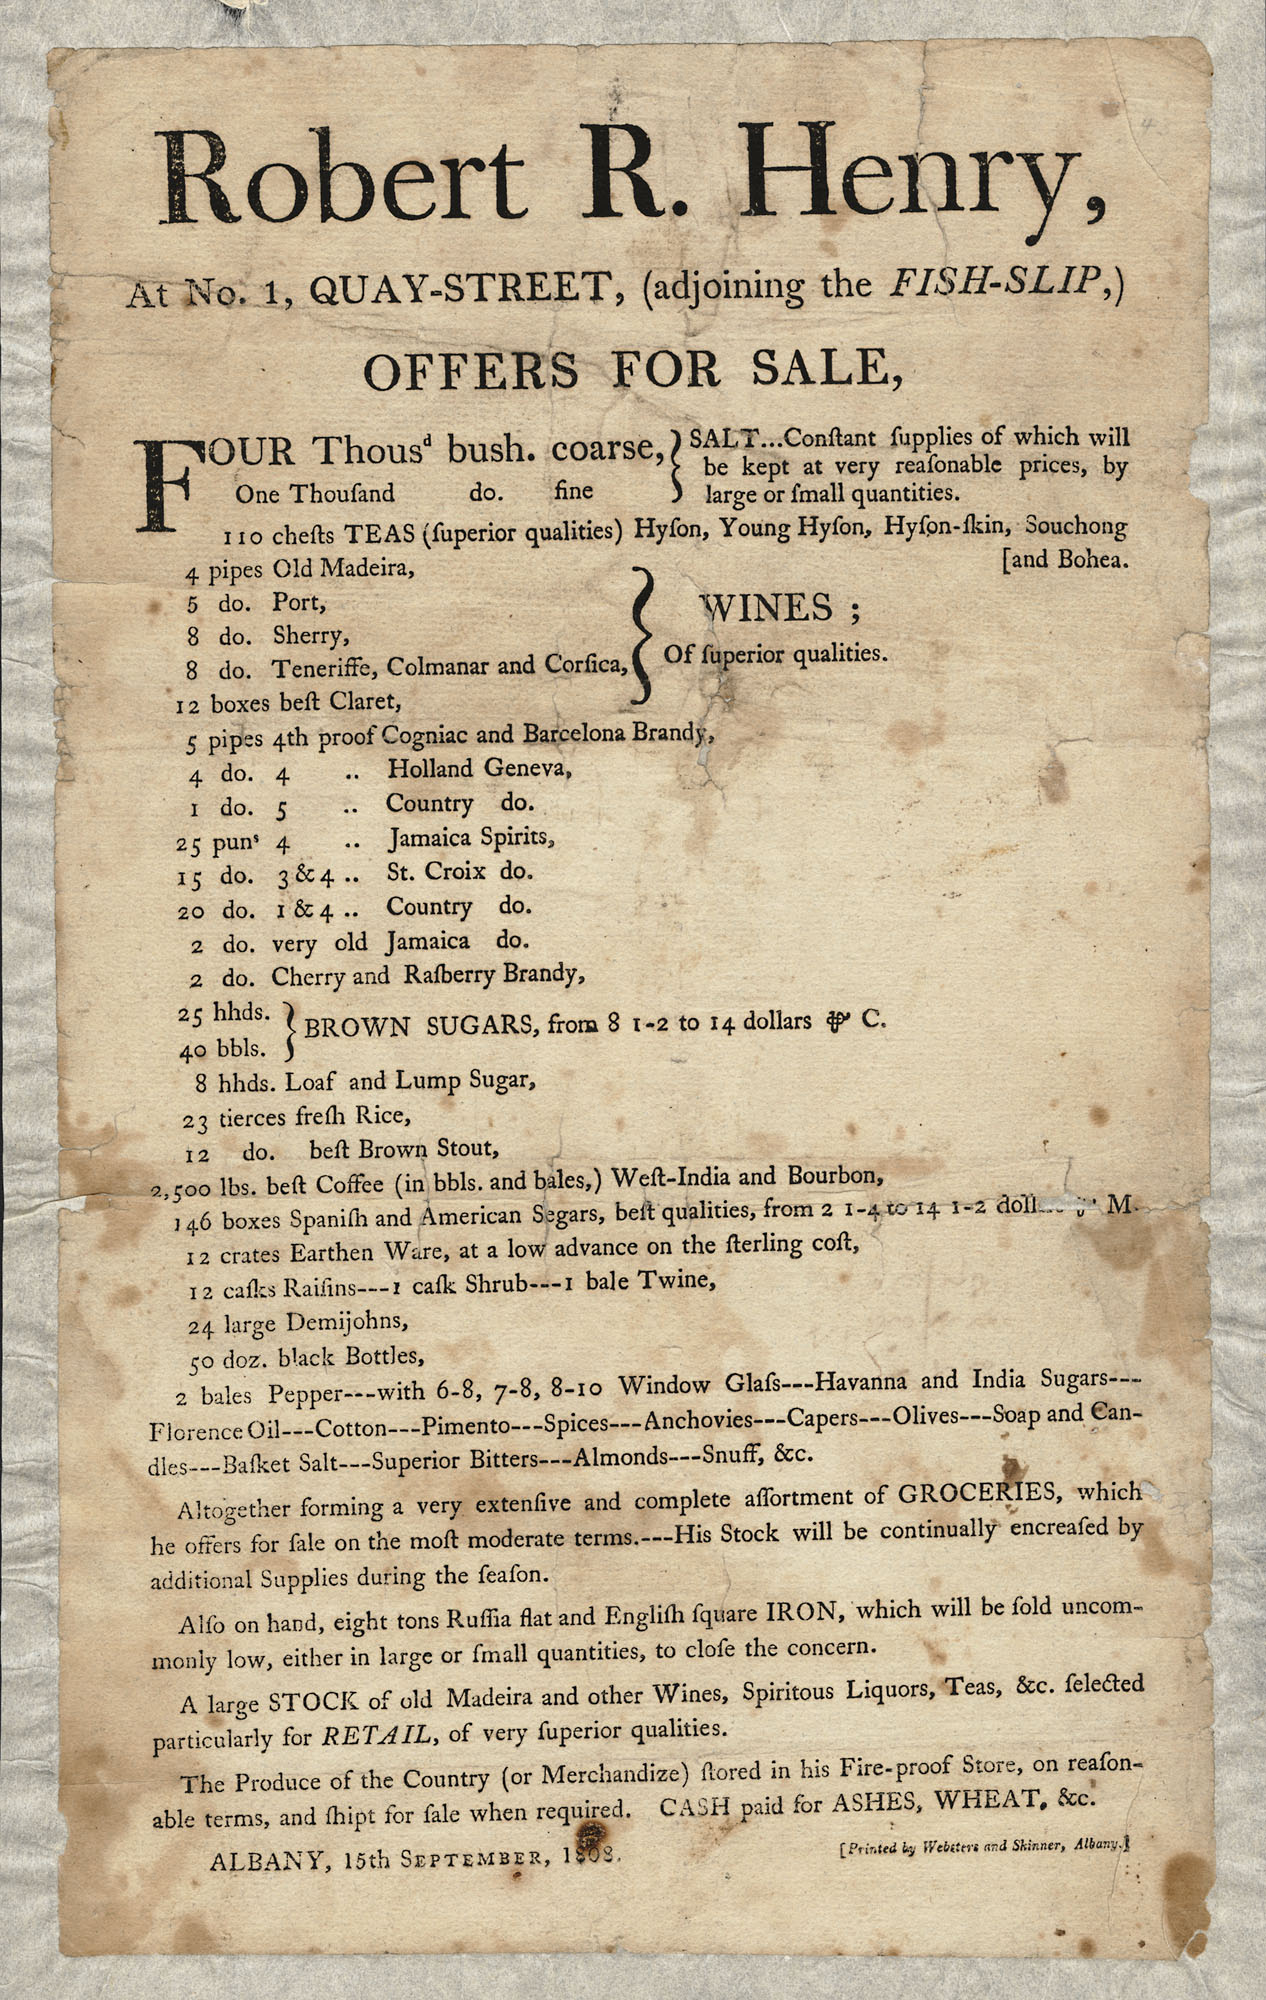 Robert R. Henry,
At No. 1, QUAY-STREET, (adjoining the FISH-SLIP,)
OFFERS FOR SALE,
FOUR Thousᵈ bush. coarse, } SALT...Conſtant ſupplies of which will
be kept at very reaſonable prices, by
One Thouſand do. fine } large or ſmall quantities.
110 cheſts TEAS (ſuperior qualities) Hyſon, Young Hyſon, Hyſon-ſkin, Souchong
[and Bohea.
4 pipes Old Madeira,
5 do. Port,
8 do. Sherry,
8 do. Teneriffe, Colmanar and Corſica,
12 boxes beſt Claret,
} WINES ;
Of ſuperior qualities.
5 pipes 4th proof Cogniac and Barcelona Brandy,
4 do. 4 .. Holland Geneva,
1 do. 5 .. Country do.
25 punˢ 4 .. Jamaica Spirits,
15 do. 3 & 4 .. St. Croix do.
20 do. 1 & 4 .. Country do.
2 do. very old Jamaica do.
2 do. Cherry and Raſberry Brandy,
25 hhds.
40 bbls. } BROWN SUGARS, from 8 1-2 to 14 dollars ⅌ C.
8 hhds. Loaf and Lump Sugar,
23 tierces freſh Rice,
12 do. beſt Brown Stout,
2,500 lbs. beſt Coffee (in bbls. and bales,) Weſt-India and Bourbon,
146 boxes Spaniſh and American Segars, beſt qualities, from 2 1-4 to 14 1-2 M.
12 crates Earthen Ware, at a low advance on the ſterling coſt,
12 caſks Raiſins---1 caſk Shrub---1 bale Twine,
24 large Demijohns,
50 doz. black Bottles,
2 bales Pepper---with 6-8, 7-8, 8-10 Window Glaſs---Havanna and India Sugars---
Florence Oil---Cotton---Pimento---Spices---Anchovies---Capers---Olives---Soap and Can-
dles---Baſket Salt---Superior Bitters---Almonds---Snuff, &c.
Altogether forming a very extenſive and complete aſſortment of GROCERIES, which
he offers for ſale on the moſt moderate terms.---His Stock will be continually encreaſed by
additional Supplies during the ſeaſon.
Alſo on hand, eight tons Ruſſia flat and Engliſh ſquare IRON, which will be ſold uncom-
monly low, either in large or ſmall quantities, to cloſe the concern.
A large STOCK of old Madeira and other Wines, Spiritous Liquors, Teas, &c. ſelected
particularly for RETAIL, of very ſuperior qualities.
The Produce of the Country (or Merchandize) ſtored in his Fire-proof Store, on reaſon-
able terms, and ſhipt for ſale when required. CASH paid for ASHES, WHEAT, &c.
ALBANY, 15th SEPTEMBER, 1808.
[Printed by Websters and Skinner, Albany.]